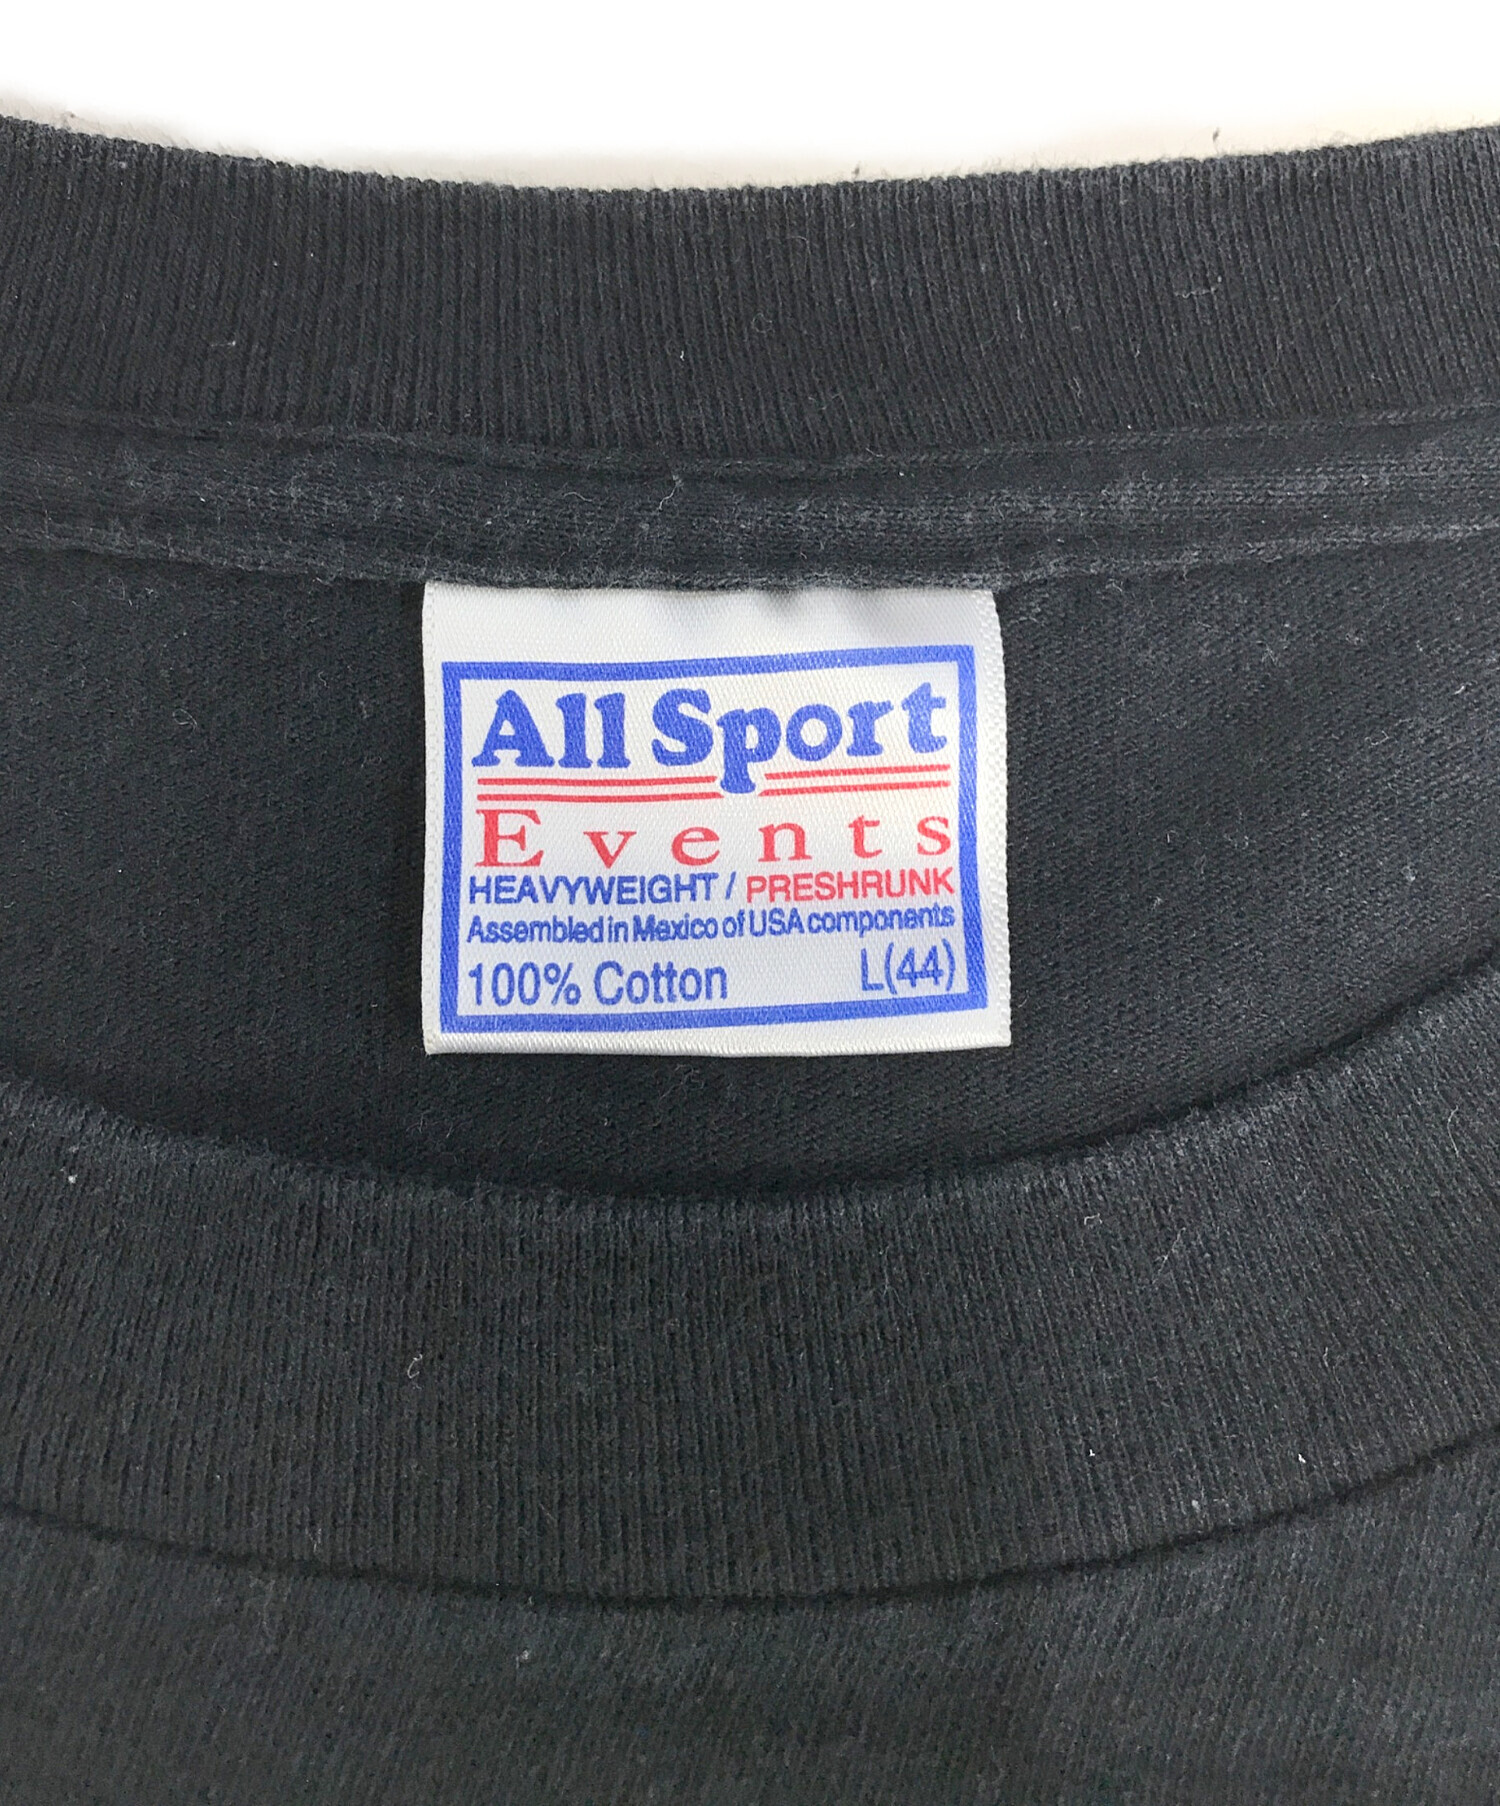 All Sport
Events
HEAVYWEIGHT / PRESHRUNK
Assembled in Mexico of USA components
100% Cotton L(44)